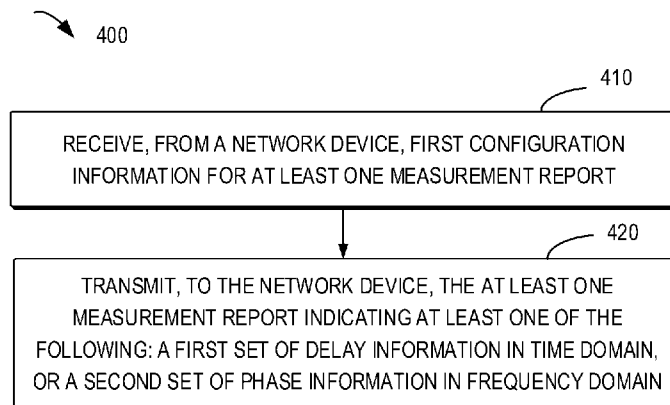 400
410
RECEIVE, FROM A NETWORK DEVICE, FIRST CONFIGURATION
INFORMATION FOR AT LEAST ONE MEASUREMENT REPORT
420
TRANSMIT, TO THE NETWORK DEVICE, THE AT LEAST ONE
MEASUREMENT REPORT INDICATING AT LEAST ONE OF THE
FOLLOWING: A FIRST SET OF DELAY INFORMATION IN TIME DOMAIN,
OR A SECOND SET OF PHASE INFORMATION IN FREQUENCY DOMAIN